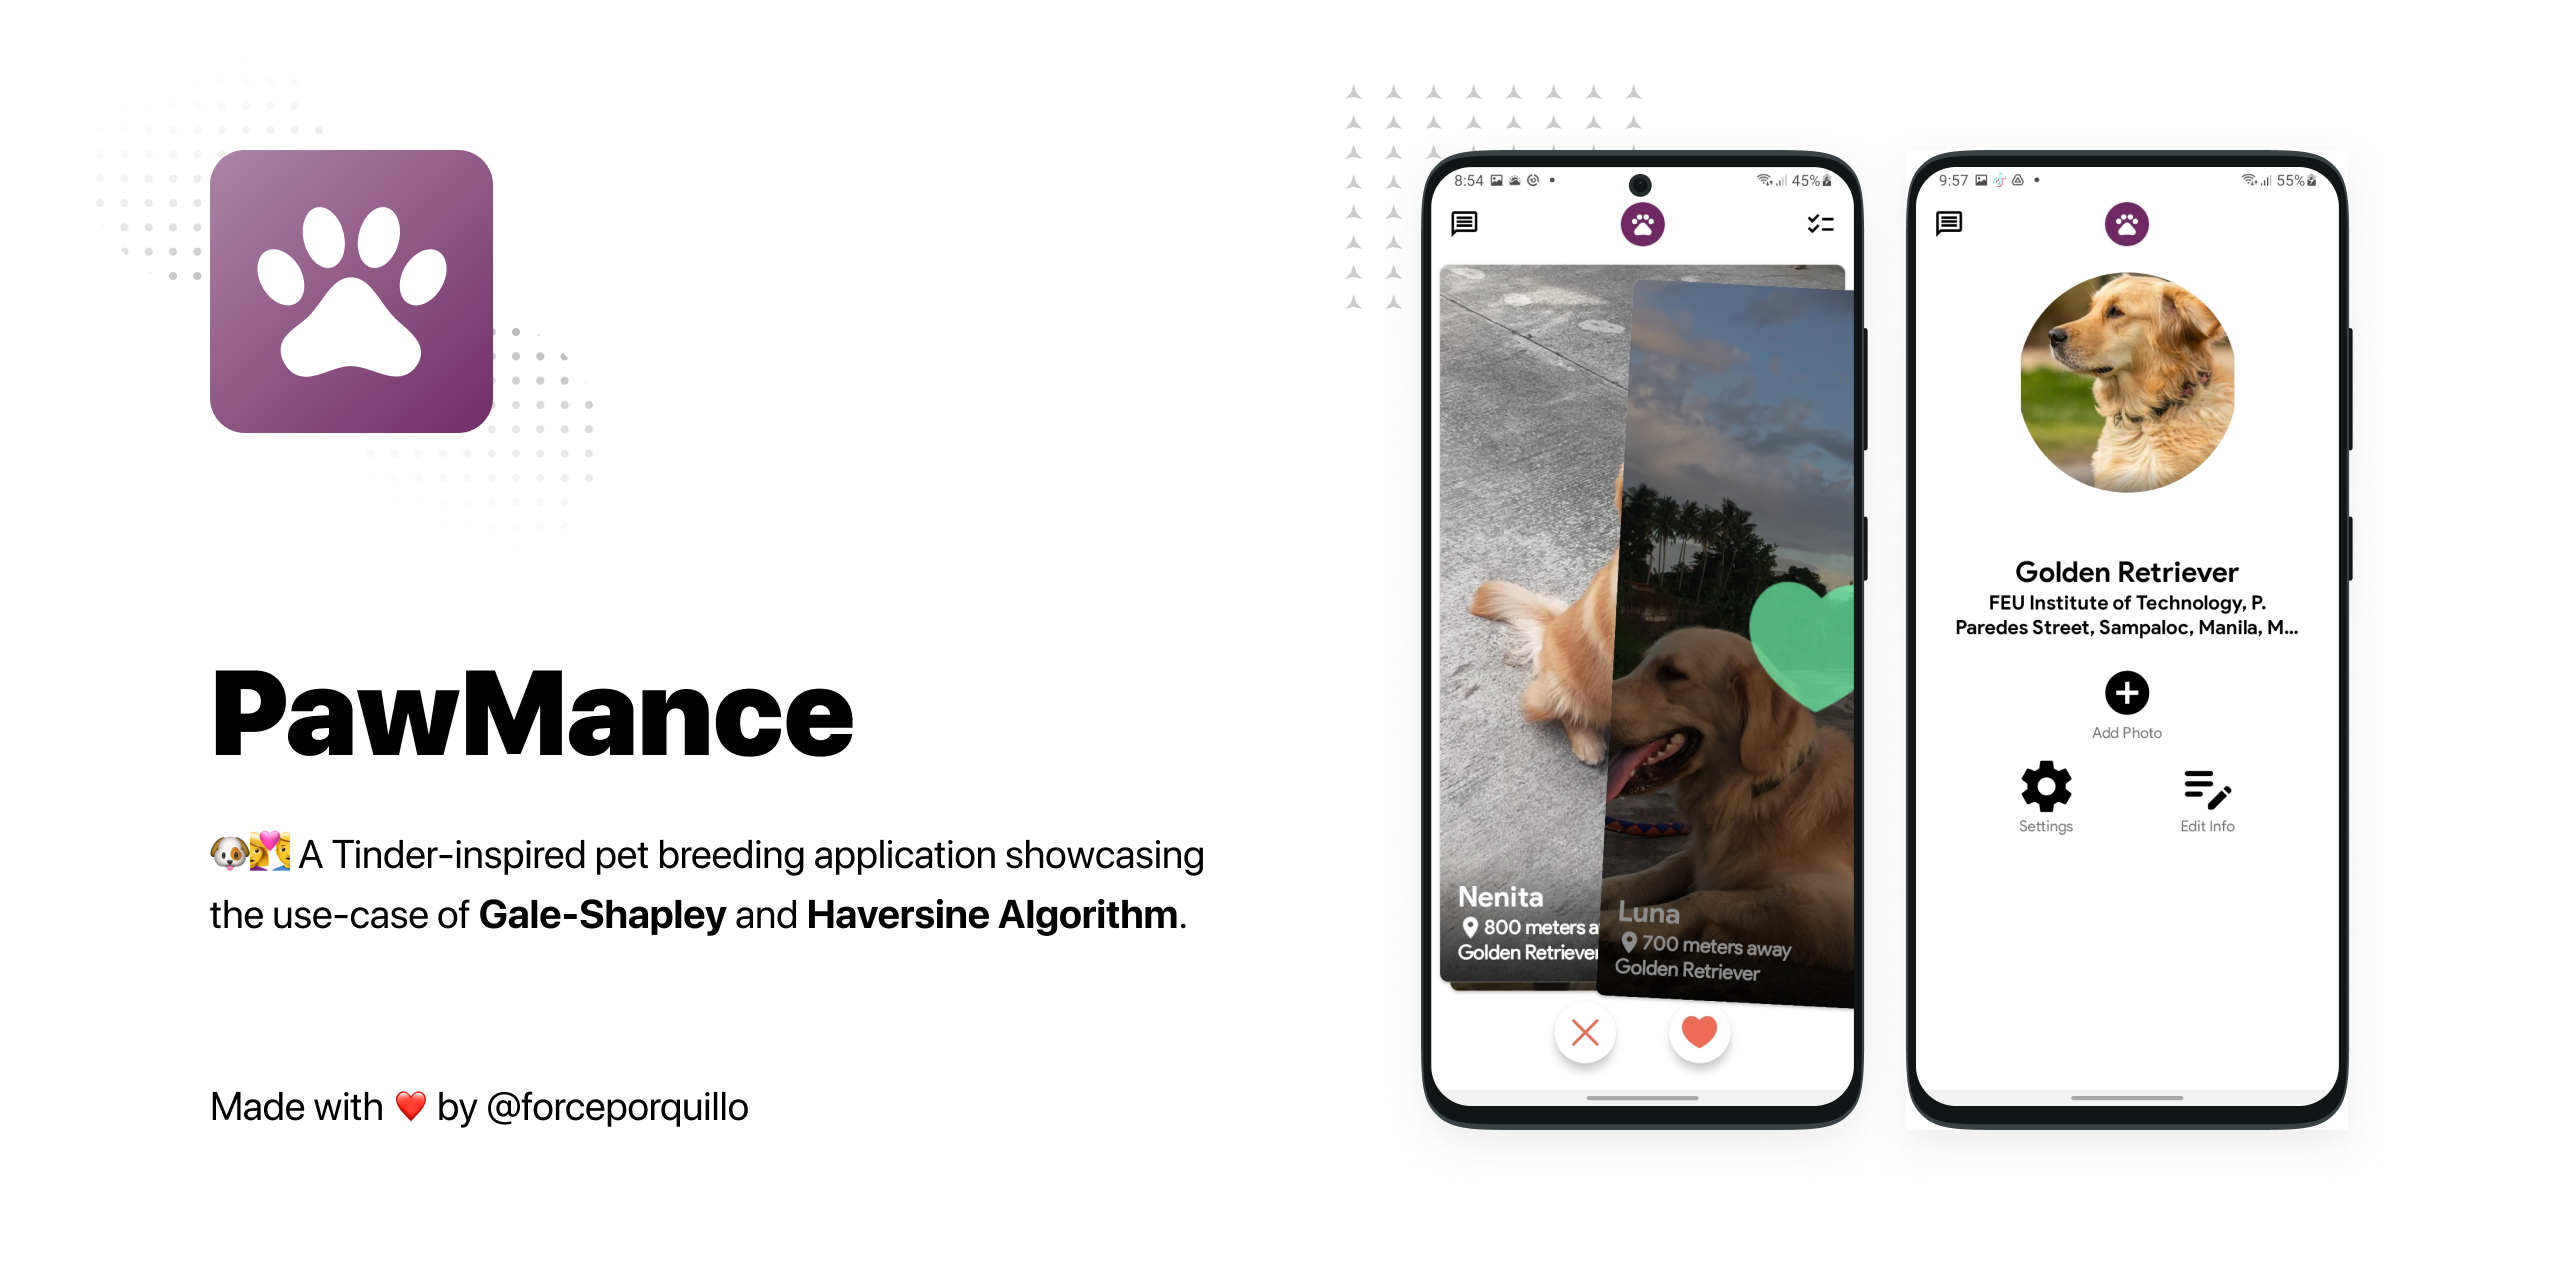 PawMance
🐶💑 A Tinder-inspired pet breeding application showcasing
the use-case of Gale-Shapley and Haversine Algorithm.
Made with ❤️ by @forceporquillo
8:54
45%
Nenita
800 meters a
Golden Retriever
Luna
700 meters away
Golden Retriever
9:57
55%
Golden Retriever
FEU Institute of Technology, P.
Paredes Street, Sampaloc, Manila, M...
Add Photo
Settings
Edit Info